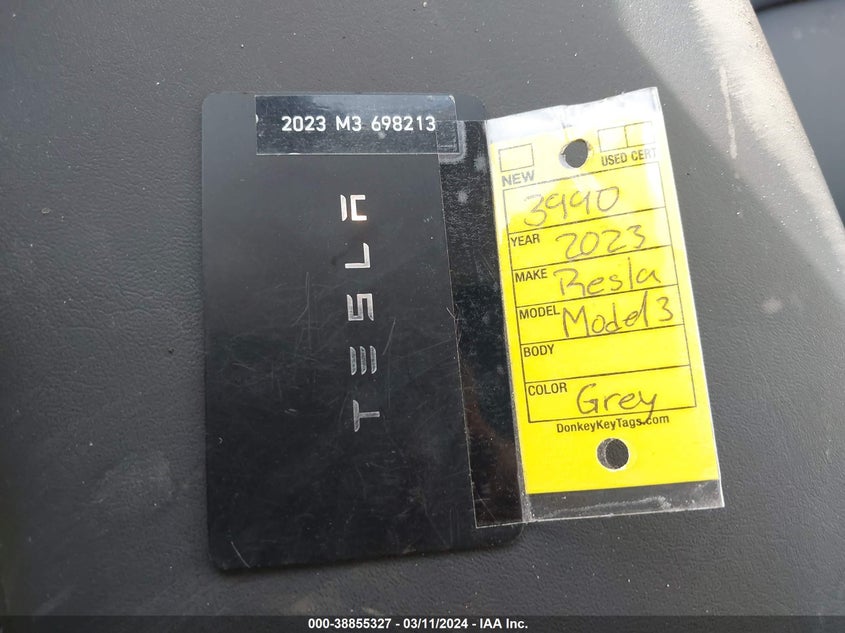 2023 M3 698213
TESLA
NEW
USED CERT
3990
YEAR 2023
MAKE Resla
MODEL Model 3
BODY
COLOR Grey
DonkeyKeyTags.com
000-38855327 - 03/11/2024 - IAA Inc.